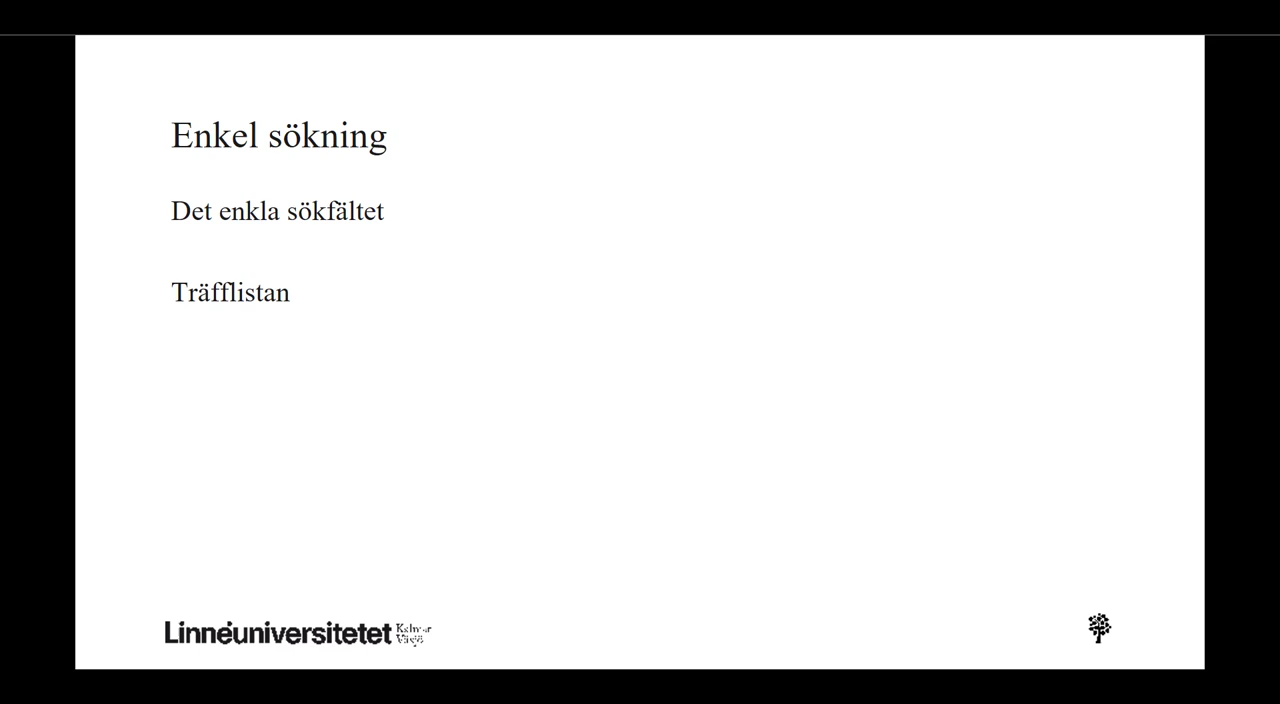 Enkel sökning
Det enkla sökfältet
Träfflistan
Linnéuniversitetet